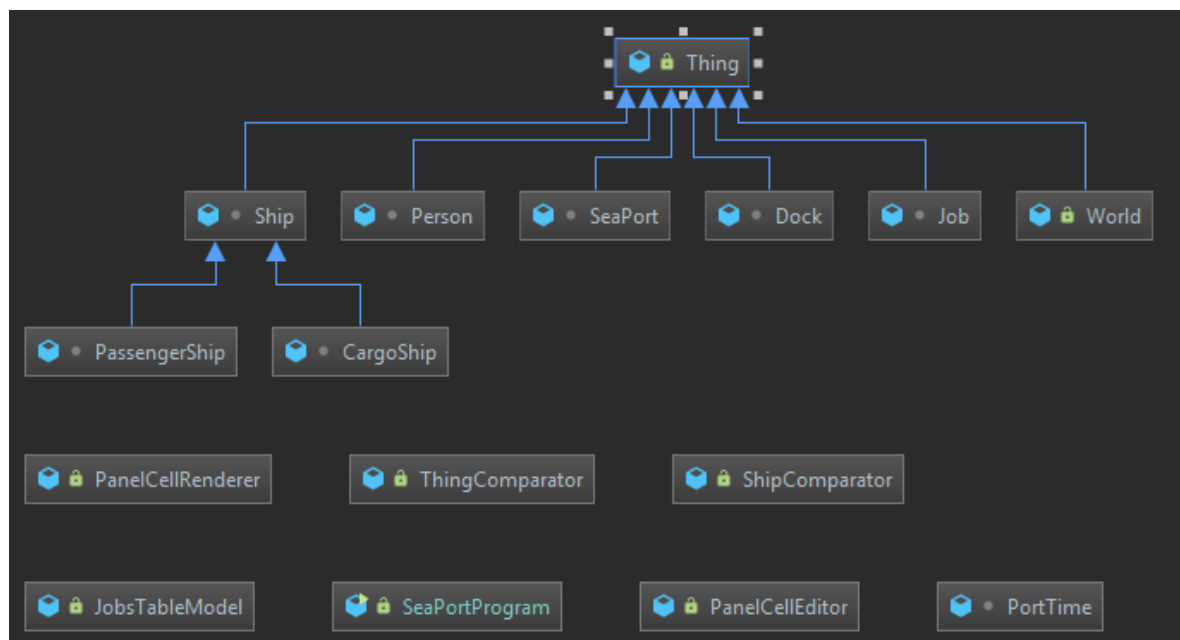 Thing
Ship Person SeaPort Dock Job World
PassengerShip CargoShip
PanelCellRenderer ThingComparator ShipComparator
JobsTableModel SeaPortProgram PanelCellEditor PortTime